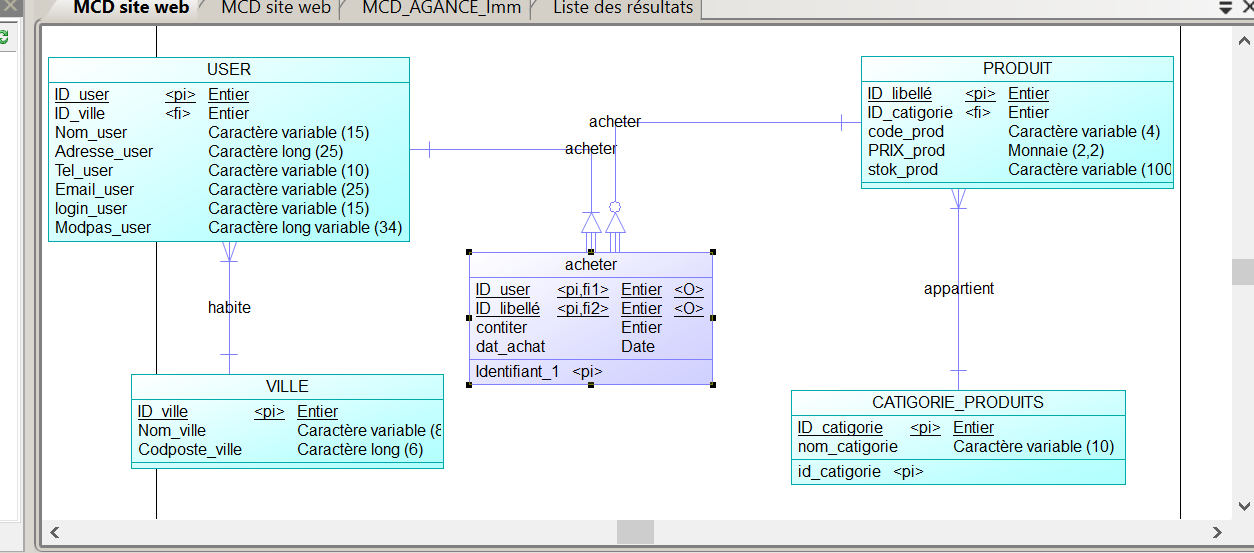 MCD site web MCD site web MCD_AGANCE_Imm Liste des résultats
USER
ID_user <pi> Entier
ID_ville <fi> Entier
Nom_user Caractère variable (15)
Adresse_user Caractère long (25)
Tel_user Caractère variable (10)
Email_user Caractère variable (25)
login_user Caractère variable (15)
Modpas_user Caractère long variable (34)
PRODUIT
ID_libellé <pi> Entier
ID_catigorie <fi> Entier
code_prod Caractère variable (4)
PRIX_prod Monnaie (2,2)
stok_prod Caractère variable (100
acheter
acheter
acheter
ID_user <pi,fi1> Entier <O>
ID_libellé <pi,fi2> Entier <O>
contiter Entier
dat_achat Date
Identifiant_1 <pi>
habite
appartient
VILLE
ID_ville <pi> Entier
Nom_ville Caractère variable (8
Codposte_ville Caractère long (6)
CATIGORIE_PRODUITS
ID_catigorie <pi> Entier
nom_catigorie Caractère variable (10)
id_catigorie <pi>